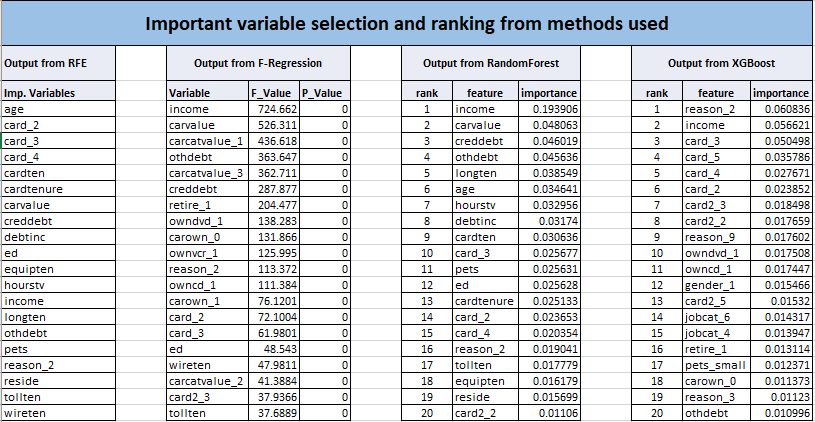 Important variable selection and ranking from methods used
Output from RFE Output from F-Regression Output from RandomForest Output from XGBoost
Imp. Variables Variable F_Value P_Value rank feature importance rank feature importance
age income 724.662 0 1 income 0.193906 1 reason_2 0.060836
card_2 carvalue 526.311 0 2 carvalue 0.048063 2 income 0.056621
card_3 carcatvalue_1 436.618 0 3 creddebt 0.046019 3 card_3 0.050498
card_4 othdebt 363.647 0 4 othdebt 0.045636 4 card_5 0.035786
cardten carcatvalue_3 362.711 0 5 longten 0.038549 5 card_4 0.027671
cardtenure creddebt 287.877 0 6 age 0.034641 6 card_2 0.023852
carvalue retire_1 204.477 0 7 hourstv 0.032956 7 card2_3 0.018498
creddebt owndvd_1 138.283 0 8 debtinc 0.03174 8 card2_2 0.017659
debtinc carown_0 131.866 0 9 cardten 0.030636 9 reason_9 0.017602
ed ownvcr_1 125.995 0 10 card_3 0.025677 10 owndvd_1 0.017508
equipten reason_2 113.372 0 11 pets 0.025631 11 owncd_1 0.017447
hourstv owncd_1 111.384 0 12 ed 0.025628 12 gender_1 0.015466
income carown_1 76.1201 0 13 cardtenure 0.025133 13 card2_5 0.01532
longten card_2 72.1004 0 14 card_2 0.023653 14 jobcat_6 0.014317
othdebt card_3 61.9801 0 15 card_4 0.020354 15 jobcat_4 0.013947
pets ed 48.543 0 16 reason_2 0.019041 16 retire_1 0.013114
reason_2 wireten 47.9811 0 17 tollten 0.017779 17 pets_small 0.012371
reside carcatvalue_2 41.3884 0 18 equipten 0.016179 18 carown_0 0.011373
tollten card2_3 37.9366 0 19 reside 0.015699 19 reason_3 0.01123
wireten tollten 37.6889 0 20 card2_2 0.01106 20 othdebt 0.010996